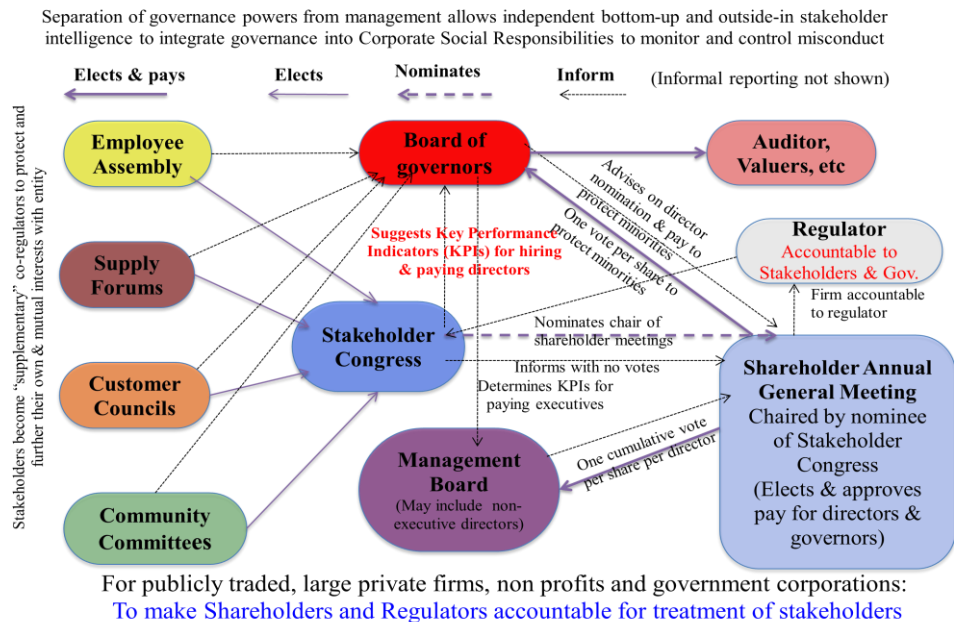 Separation of governance powers from management allows independent bottom-up and outside-in stakeholder
intelligence to integrate governance into Corporate Social Responsibilities to monitor and control misconduct
Elects & pays
Elects
Nominates
Inform
(Informal reporting not shown)
Stakeholders become “supplementary” co-regulators to protect and
further their own & mutual interests with entity
Employee
Assembly
Board of
governors
Auditor,
Valuers, etc
Advises on director
nomination & pay to
protect minorities
One vote per share to
protect minorities
Suggests Key Performance
Indicators (KPIs) for hiring
& paying directors
Regulator
Accountable to
Stakeholders & Gov.
Firm accountable
to regulator
Supply
Forums
Stakeholder
Congress
Nominates chair of
shareholder meetings
Informs with no votes
Determines KPIs for
paying executives
Customer
Councils
Shareholder Annual
General Meeting
Chaired by nominee
of Stakeholder
Congress
(Elects & approves
pay for directors &
governors)
One cumulative vote
per share per director
Management
Board
(May include non-
executive directors)
Community
Committees
For publicly traded, large private firms, non profits and government corporations:
To make Shareholders and Regulators accountable for treatment of stakeholders